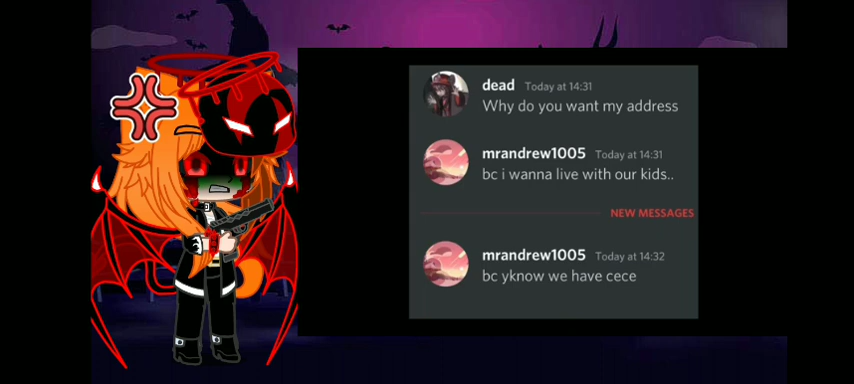 dead Today at 14:31
Why do you want my address
mrandrew1005 Today at 14:31
bc i wanna live with our kids..
NEW MESSAGES
mrandrew1005 Today at 14:32
bc yknow we have cece